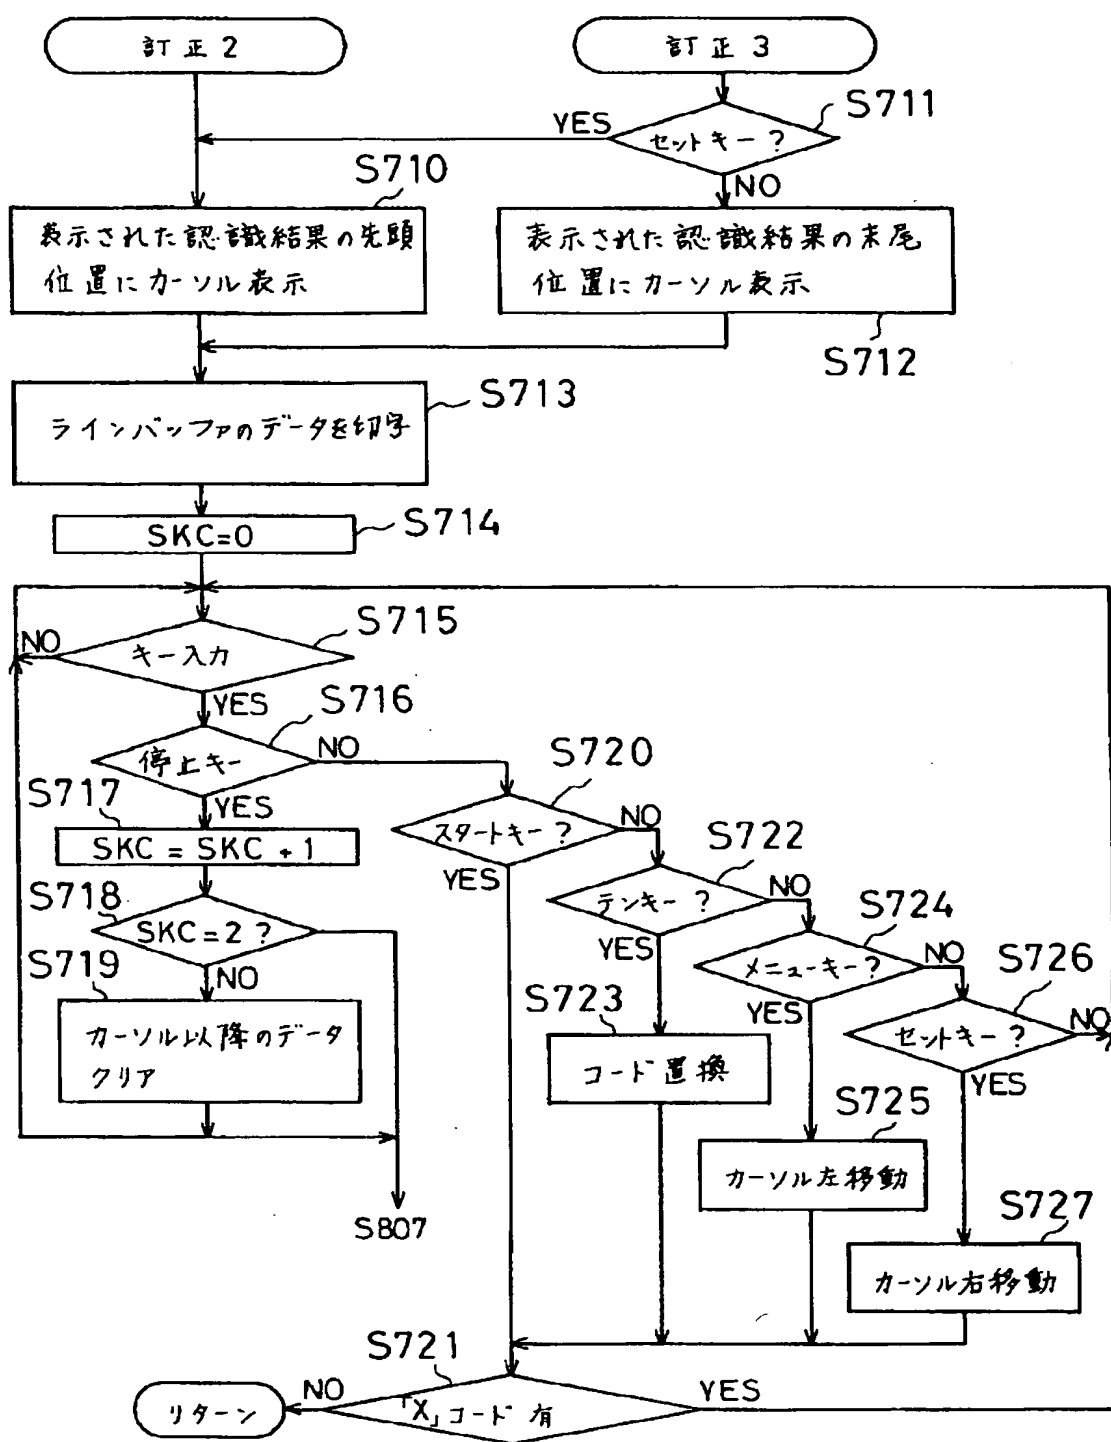 訂正2
訂正3
S711
YES
セットキー?
S710
NO
表示された認識結果の先頭
位置にカーソル表示
表示された認識結果の末尾
位置にカーソル表示
S712
S713
ラインバッファのデータを印字
S714
SKC=0
S715
NO
キー入力
YES
S716
停止キー
NO
S720
S717
YES
スタートキー?
NO
S722
SKC = SKC + 1
YES
テンキー?
NO
S724
S718
SKC=2?
YES
メニューキー?
NO
S726
S719
NO
S723
YES
セットキー?
NO
カーソル以降のデータ
クリア
コード置換
YES
S725
カーソル左移動
S807
S727
カーソル右移動
S721
NO
YES
リターン
「X」コード有